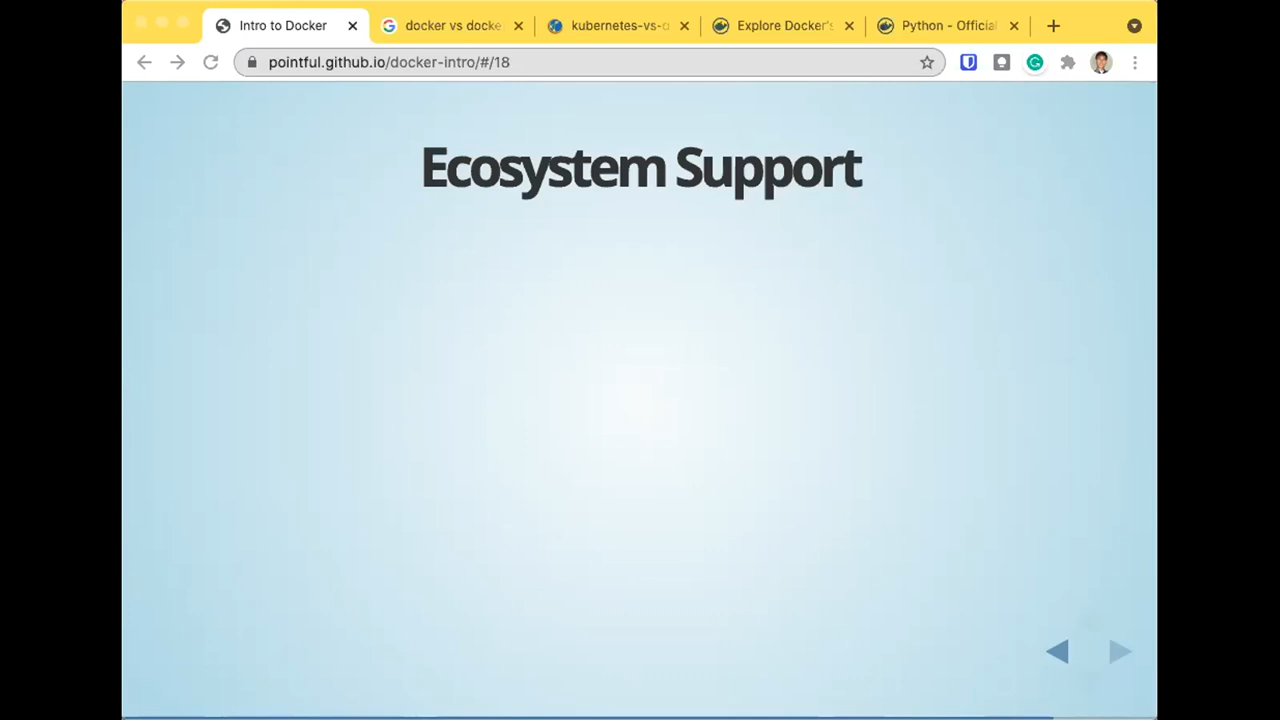 Intro to Docker
docker vs docke
kubernetes-vs-
Explore Docker's
Python - Official
pointful.github.io/docker-intro/#/18
Ecosystem Support